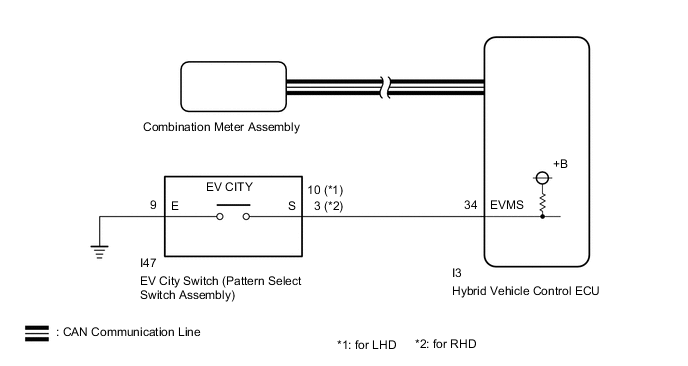 Combination Meter Assembly
+B
EV CITY
10 (*1)
9 E S 3 (*2) 34 EVMS
I47
EV City Switch (Pattern Select
Switch Assembly)
I3
Hybrid Vehicle Control ECU
: CAN Communication Line
*1: for LHD *2: for RHD